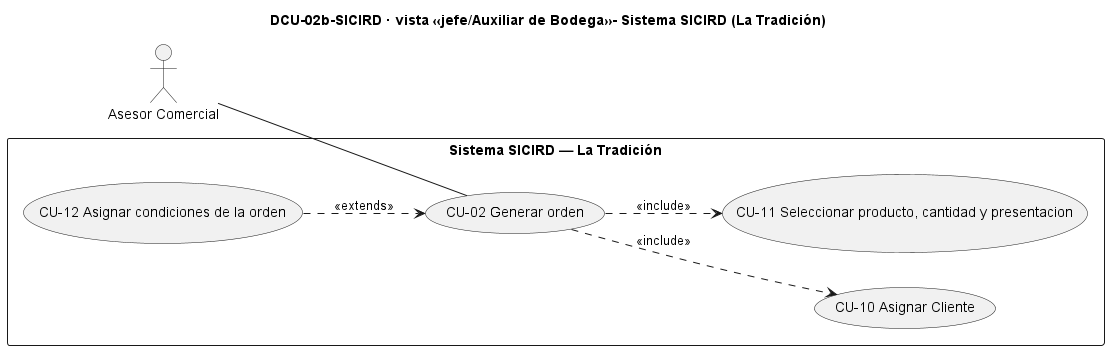 DCU-02b-SICIRD · vista «jefe/Auxiliar de Bodega»- Sistema SICIRD (La Tradición)
Asesor Comercial
Sistema SICIRD — La Tradición
CU-12 Asignar condiciones de la orden
«extends»
CU-02 Generar orden
«include»
CU-11 Seleccionar producto, cantidad y presentacion
«include»
CU-10 Asignar Cliente